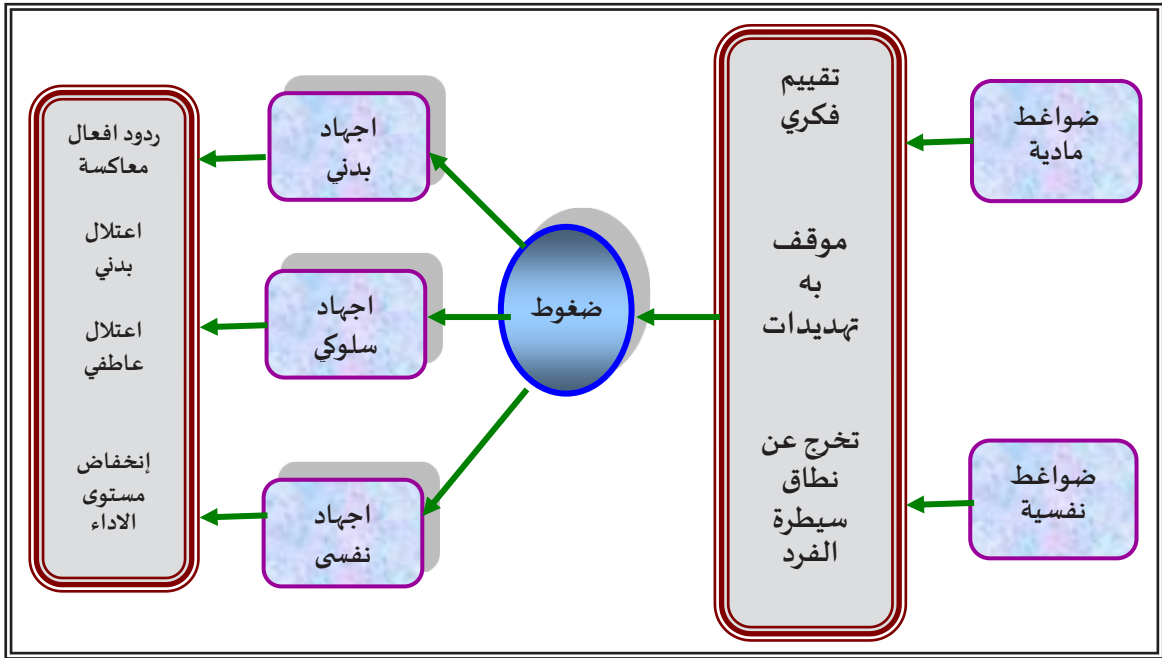 ضواغط
مادية
ضواغط
نفسية
تقييم
فكري
موقف
به
تهديدات
تخرج عن
نطاق
سيطرة
الفرد
ضغوط
اجهاد
بدني
اجهاد
سلوكي
اجهاد
نفسى
ردود افعال
معاكسة
اعتلال
بدني
اعتلال
عاطفي
إنخفاض
مستوى
الاداء